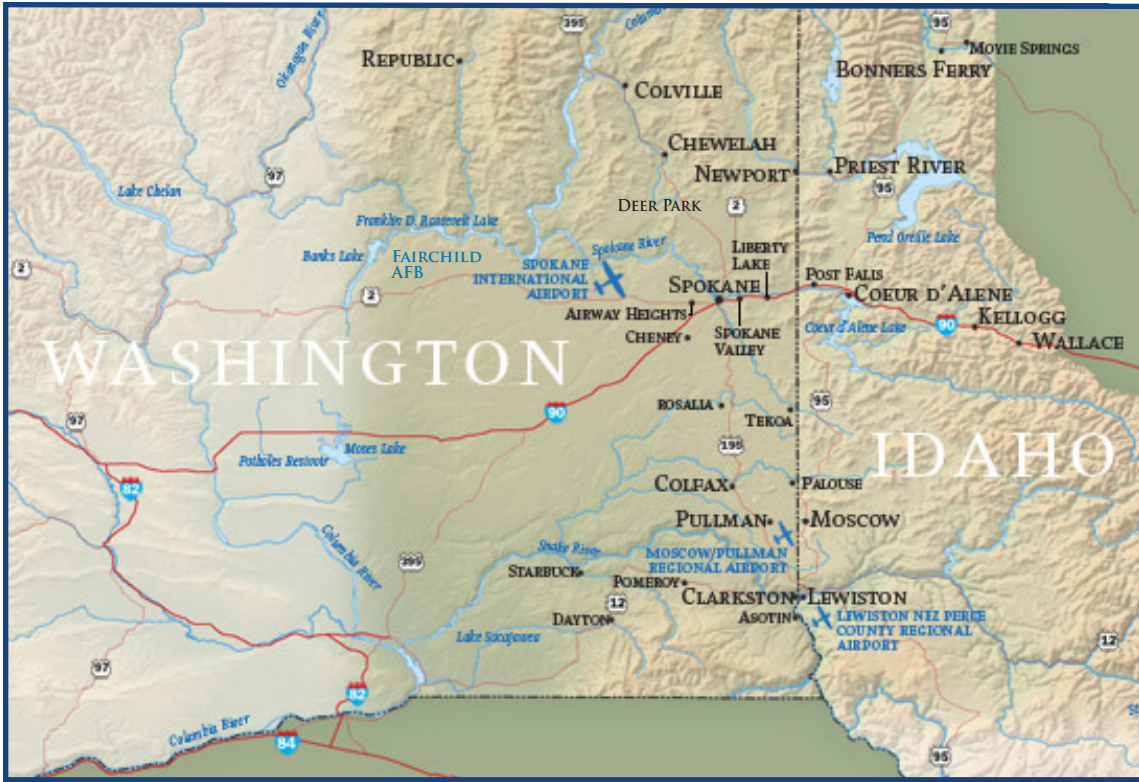 395
Columb
95
MOYIE SPRINGS
REPUBLIC
Okanogan River
BONNERS FERRY
COLVILLE
CHEWELAH
97
NEWPORT
PRIEST RIVER
95
Lake Chelan
DEER PARK
2
Franklin D. Roosevelt Lake
Pend Oreille Lake
Banks Lake
FAIRCHILD
AFB
Spokane River
LIBERTY
LAKE
SPOKANE
INTERNATIONAL
AIRPORT
2
2
SPOKANE
POST FALLS
COEUR D'ALENE
AIRWAY HEIGHTS
CHENEY
SPOKANE
VALLEY
Coeur d'Alene Lake
90
KELLOGG
WALLACE
WASHINGTON
90
ROSALIA
TEKOA
95
97
195
IDAHO
Moses Lake
Potholes Resivoir
82
COLFAX
PALOUSE
PULLMAN
MOSCOW
Columbia River
395
Snake River
MOSCOW/PULLMAN
REGIONAL AIRPORT
STARBUCK
POMEROY
CLARKSTON
LEWISTON
12
DAYTON
ASOTIN
LEWISTON NEZ PERCE
COUNTY REGIONAL
AIRPORT
Lake Sacajawea
12
97
82
Columbia River
84
95